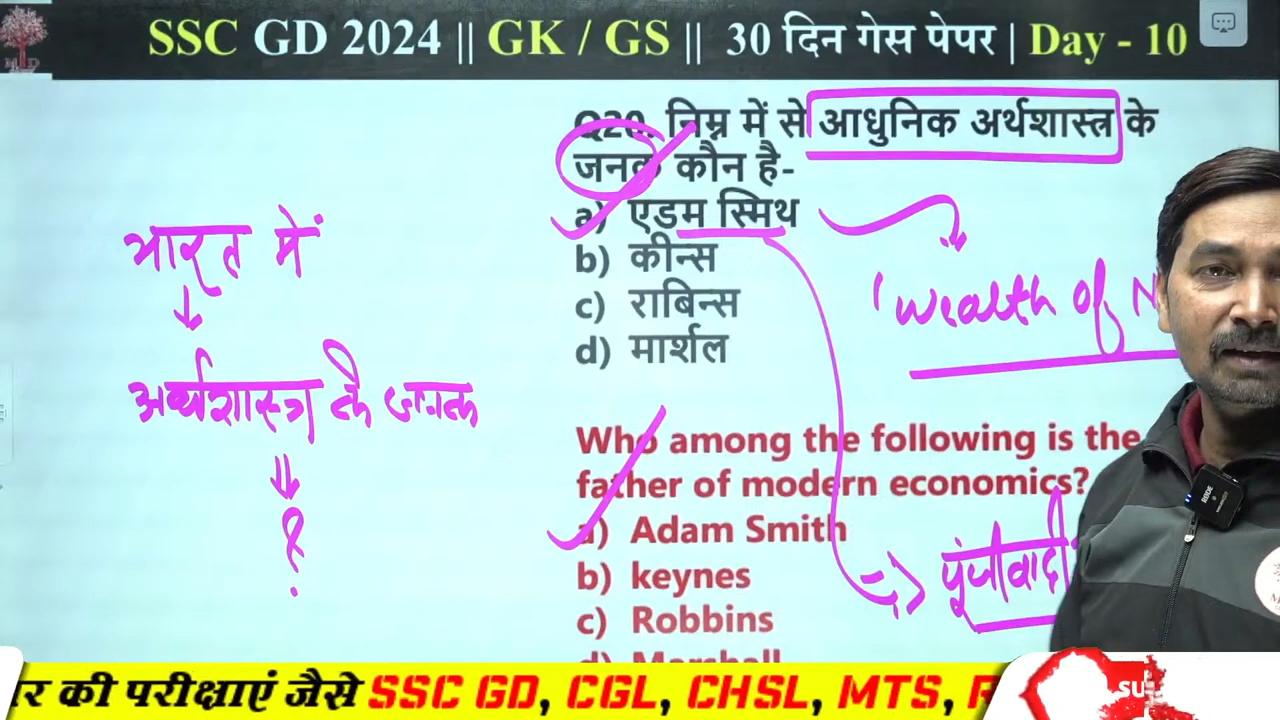 SSC GD 2024 || GK / GS || 30 दिन गेस पेपर | Day - 10
Q20. निम्न में से आधुनिक अर्थशास्त्र के
जनक कौन है-
a) एडम स्मिथ
b) कीन्स
c) राबिन्स
d) मार्शल
'Wealth of N
भारत में
अर्थशास्त्र के जनक
?
Who among the following is the
father of modern economics?
a) Adam Smith
b) keynes
c) Robbins
d) Marshall
=> पूंजीवादी
की परीक्षाएं जैसे SSC GD, CGL, CHSL, MTS,